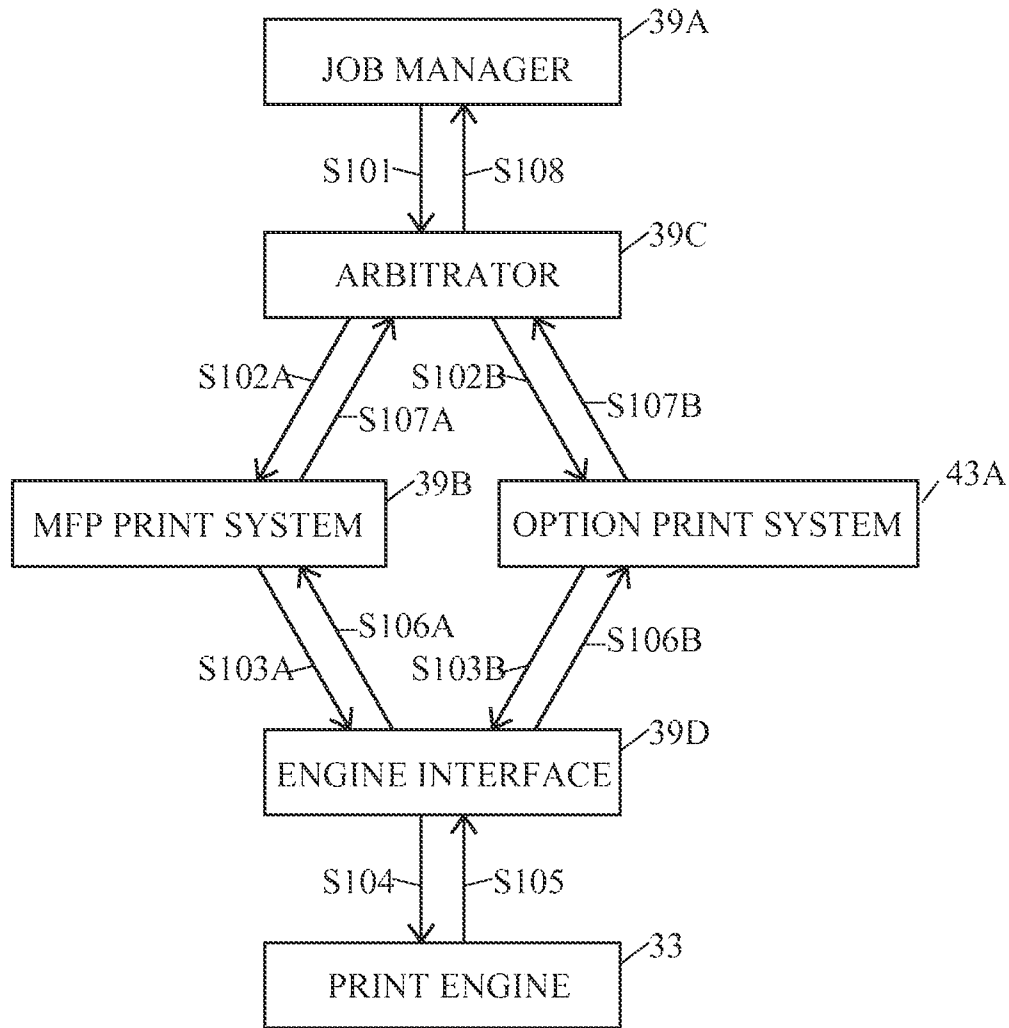 39A
JOB MANAGER
S101
S108
39C
ARBITRATOR
S102A
S102B
S107A
S107B
39B
43A
MFP PRINT SYSTEM
OPTION PRINT SYSTEM
S106A
S106B
S103A
S103B
39D
ENGINE INTERFACE
S104
S105
33
PRINT ENGINE